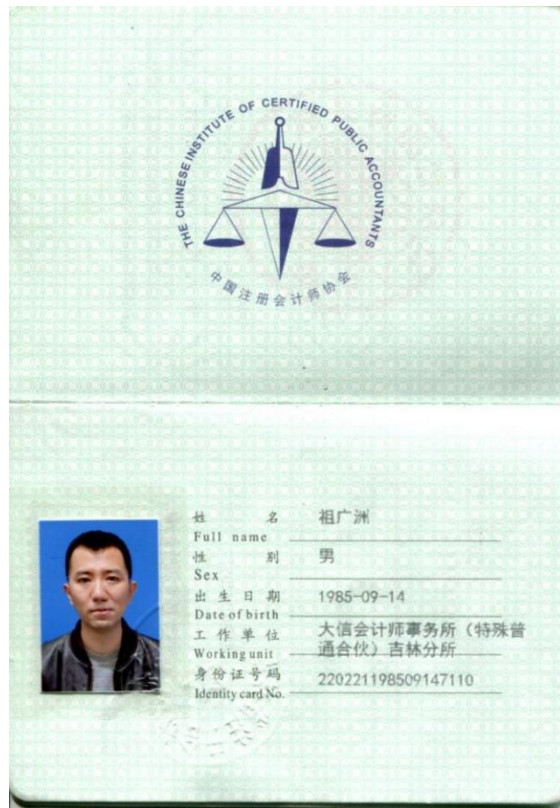 THE CHINESE INSTITUTE OF CERTIFIED PUBLIC ACCOUNTANTS
中国注册会计师协会
姓 名 祖广洲
Full name
性 别 男
Sex
出生日期 1985-09-14
Date of birth
工作单位 大信会计师事务所（特殊普
Working unit 通合伙）吉林分所
身份证号码 220221198509147110
Identity card No.